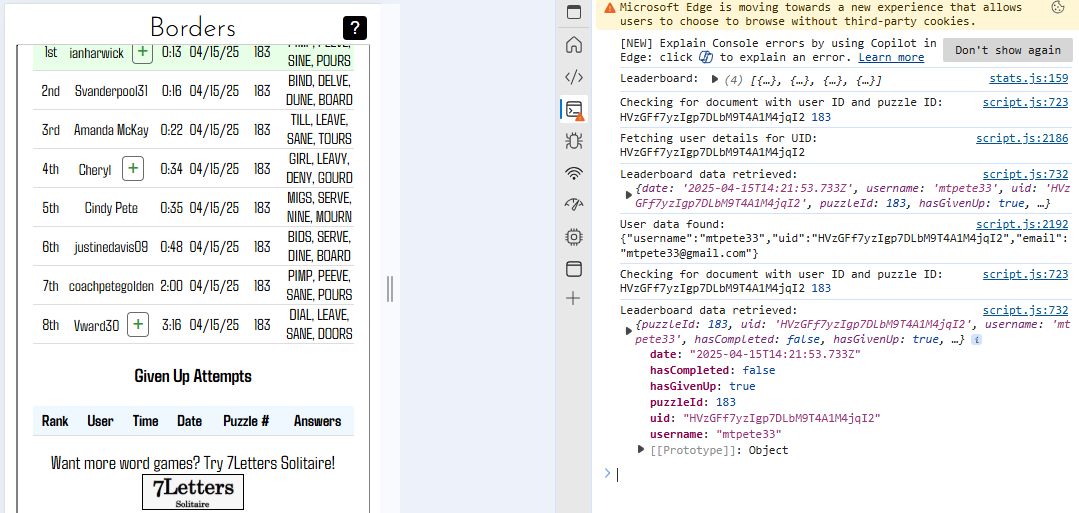 Borders
?
1st ianharwick + 0:13 04/15/25 183 PIMP, PEEVE, SINE, POURS
2nd Svanderpool31 0:16 04/15/25 183 BIND, DELVE, DUNE, BOARD
3rd Amanda McKay 0:22 04/15/25 183 TILL, LEAVE, SANE, TOURS
4th Cheryl + 0:34 04/15/25 183 GIRL, LEAVY, DENY, GOURD
5th Cindy Pete 0:35 04/15/25 183 MIGS, SERVE, NINE, MOURN
6th justinedavis09 0:48 04/15/25 183 BIDS, SERVE, DINE, BOARD
7th coachpetegolden 2:00 04/15/25 183 PIMP, PEEVE, SANE, POURS
8th Vward30 + 3:16 04/15/25 183 DIAL, LEAVE, SANE, DOORS
Given Up Attempts
Rank User Time Date Puzzle # Answers
Want more word games? Try 7Letters Solitaire!
7Letters
Solitaire
Microsoft Edge is moving towards a new experience that allows
users to choose to browse without third-party cookies.
[NEW] Explain Console errors by using Copilot in
Edge: click to explain an error. Learn more
Don't show again
Leaderboard: (4) [{…}, {…}, {…}, {…}] stats.js:159
Checking for document with user ID and puzzle ID: script.js:723
HVzGFf7yzIgp7DLbM9T4A1M4jqI2 183
Fetching user details for UID: script.js:2186
HVzGFf7yzIgp7DLbM9T4A1M4jqI2
Leaderboard data retrieved: script.js:732
{date: '2025-04-15T14:21:53.733Z', username: 'mtpete33', uid: 'HVz
GFf7yzIgp7DLbM9T4A1M4jqI2', puzzleId: 183, hasGivenUp: true, …}
User data found: script.js:2192
{"username":"mtpete33","uid":"HVzGFf7yzIgp7DLbM9T4A1M4jqI2","email":
"mtpete33@gmail.com"}
Checking for document with user ID and puzzle ID: script.js:723
HVzGFf7yzIgp7DLbM9T4A1M4jqI2 183
Leaderboard data retrieved: script.js:732
{puzzleId: 183, uid: 'HVzGFf7yzIgp7DLbM9T4A1M4jqI2', username: 'mt
pete33', hasCompleted: false, hasGivenUp: true, …} i
date: "2025-04-15T14:21:53.733Z"
hasCompleted: false
hasGivenUp: true
puzzleId: 183
uid: "HVzGFf7yzIgp7DLbM9T4A1M4jqI2"
username: "mtpete33"
[[Prototype]]: Object